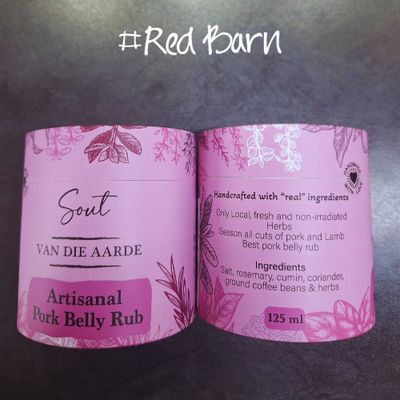 #Red Barn
Sout
VAN DIE AARDE
Artisanal
Pork Belly Rub
Handcrafted with "real" ingredients
Only Local, fresh and non-irradiated
Herbs
Season all cuts of pork and Lamb
Best pork belly rub
Ingredients
Salt, rosemary, cumin, coriander,
ground coffee beans & herbs
125 ml